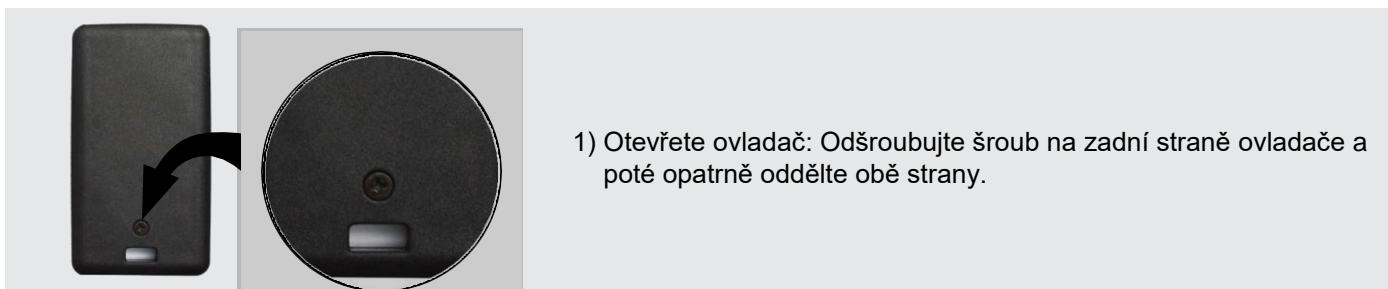 1) Otevřete ovladač: Odšroubujte šroub na zadní straně ovladače a
poté opatrně oddělte obě strany.